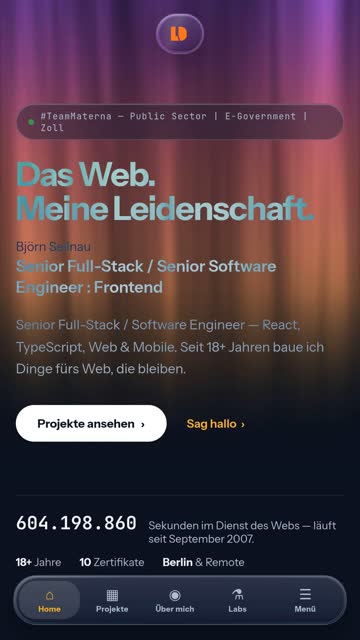 #TeamMaterna — Public Sector | E-Government |
Zoll
Das Web.
Meine Leidenschaft.
Björn Seilnau
Senior Full-Stack / Senior Software
Engineer : Frontend
Senior Full-Stack / Software Engineer — React,
TypeScript, Web & Mobile. Seit 18+ Jahren baue ich
Dinge fürs Web, die bleiben.
Projekte ansehen ›
Sag hallo ›
604.198.860 Sekunden im Dienst des Webs — läuft
seit September 2007.
18+ Jahre 10 Zertifikate Berlin & Remote
Home Projekte Über mich Labs Menü